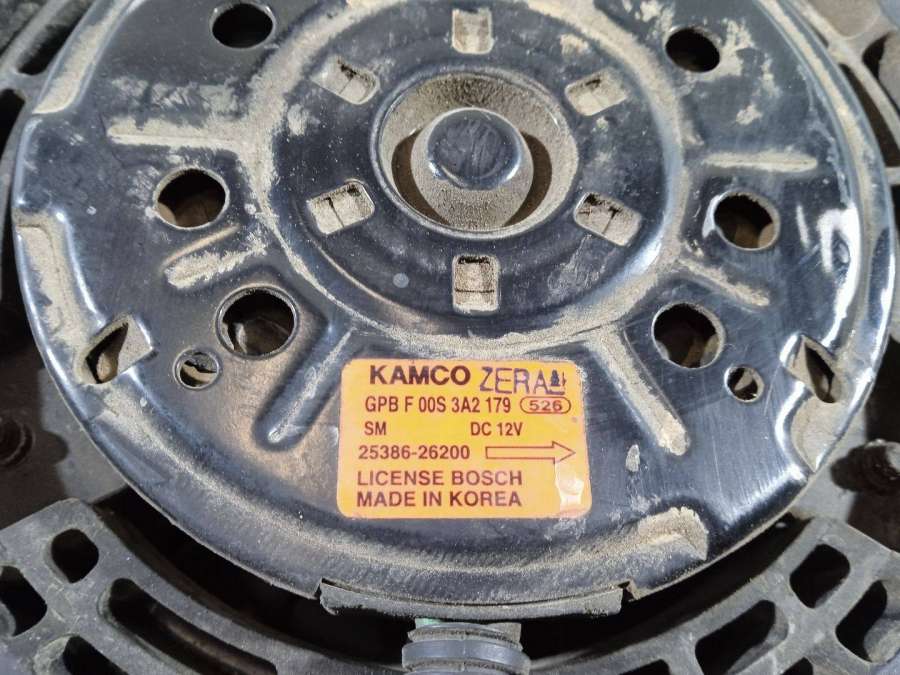 KAMCO ZERA
GPB F 00S 3A2 179 526
SM DC 12V
25386-26200
LICENSE BOSCH
MADE IN KOREA